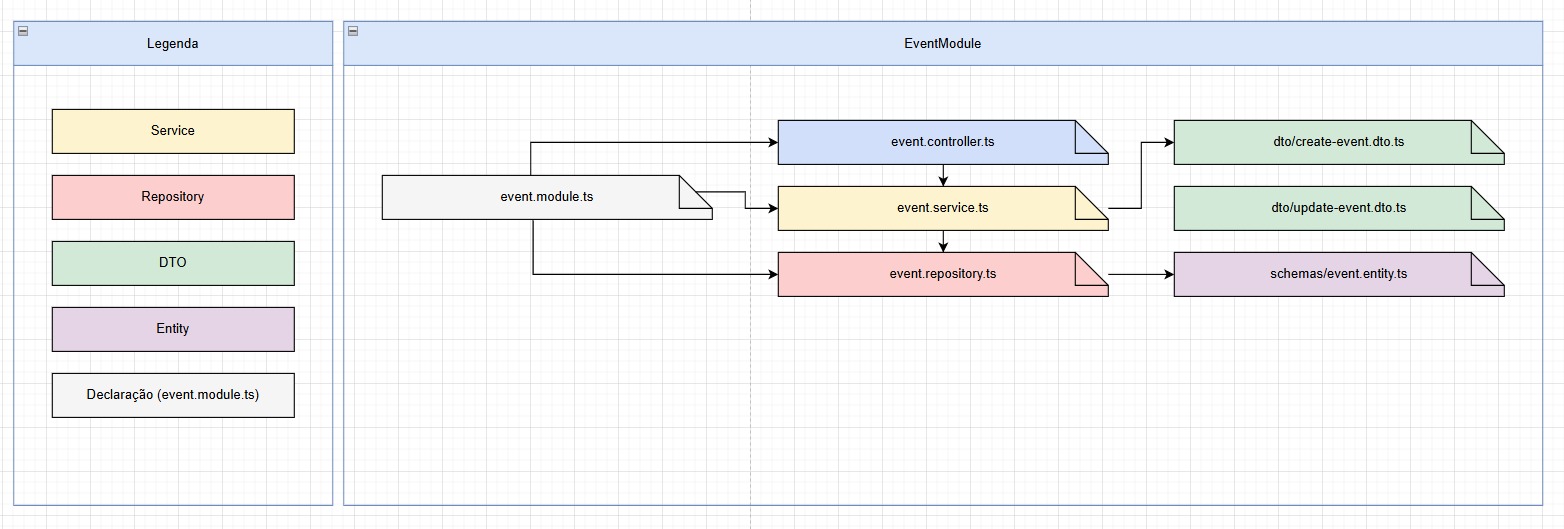 Legenda
Service
Repository
DTO
Entity
Declaração (event.module.ts)
EventModule
event.module.ts
event.controller.ts
event.service.ts
event.repository.ts
dto/create-event.dto.ts
dto/update-event.dto.ts
schemas/event.entity.ts